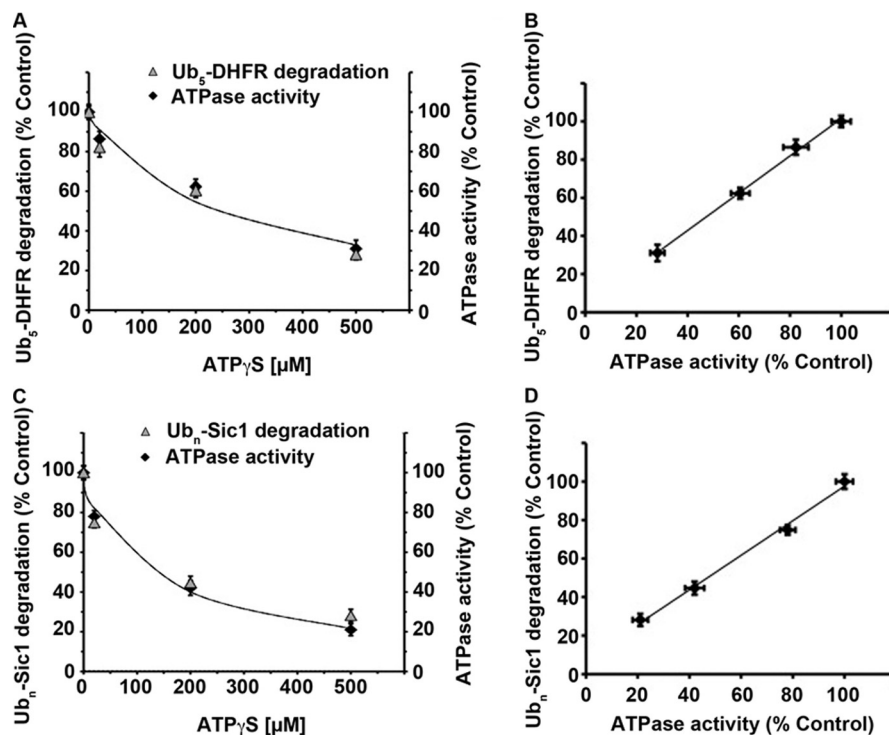 A
Ub5-DHFR degradation (% Control)
Ub5-DHFR degradation
ATPase activity
100
80
60
40
20
0
100
80
60
40
20
0
ATPase activity (% Control)
0 100 200 300 400 500
ATPγS [µM]
B
Ub5-DHFR degradation (% Control)
100
80
60
40
20
0
0 20 40 60 80 100
ATPase activity (% Control)
C
Ubn-Sic1 degradation (% Control)
Ubn-Sic1 degradation
ATPase activity
100
80
60
40
20
0
100
80
60
40
20
0
ATPase activity (% Control)
0 100 200 300 400 500
ATPγS [µM]
D
Ubn-Sic1 degradation (% Control)
100
80
60
40
20
0
0 20 40 60 80 100
ATPase activity (% Control)